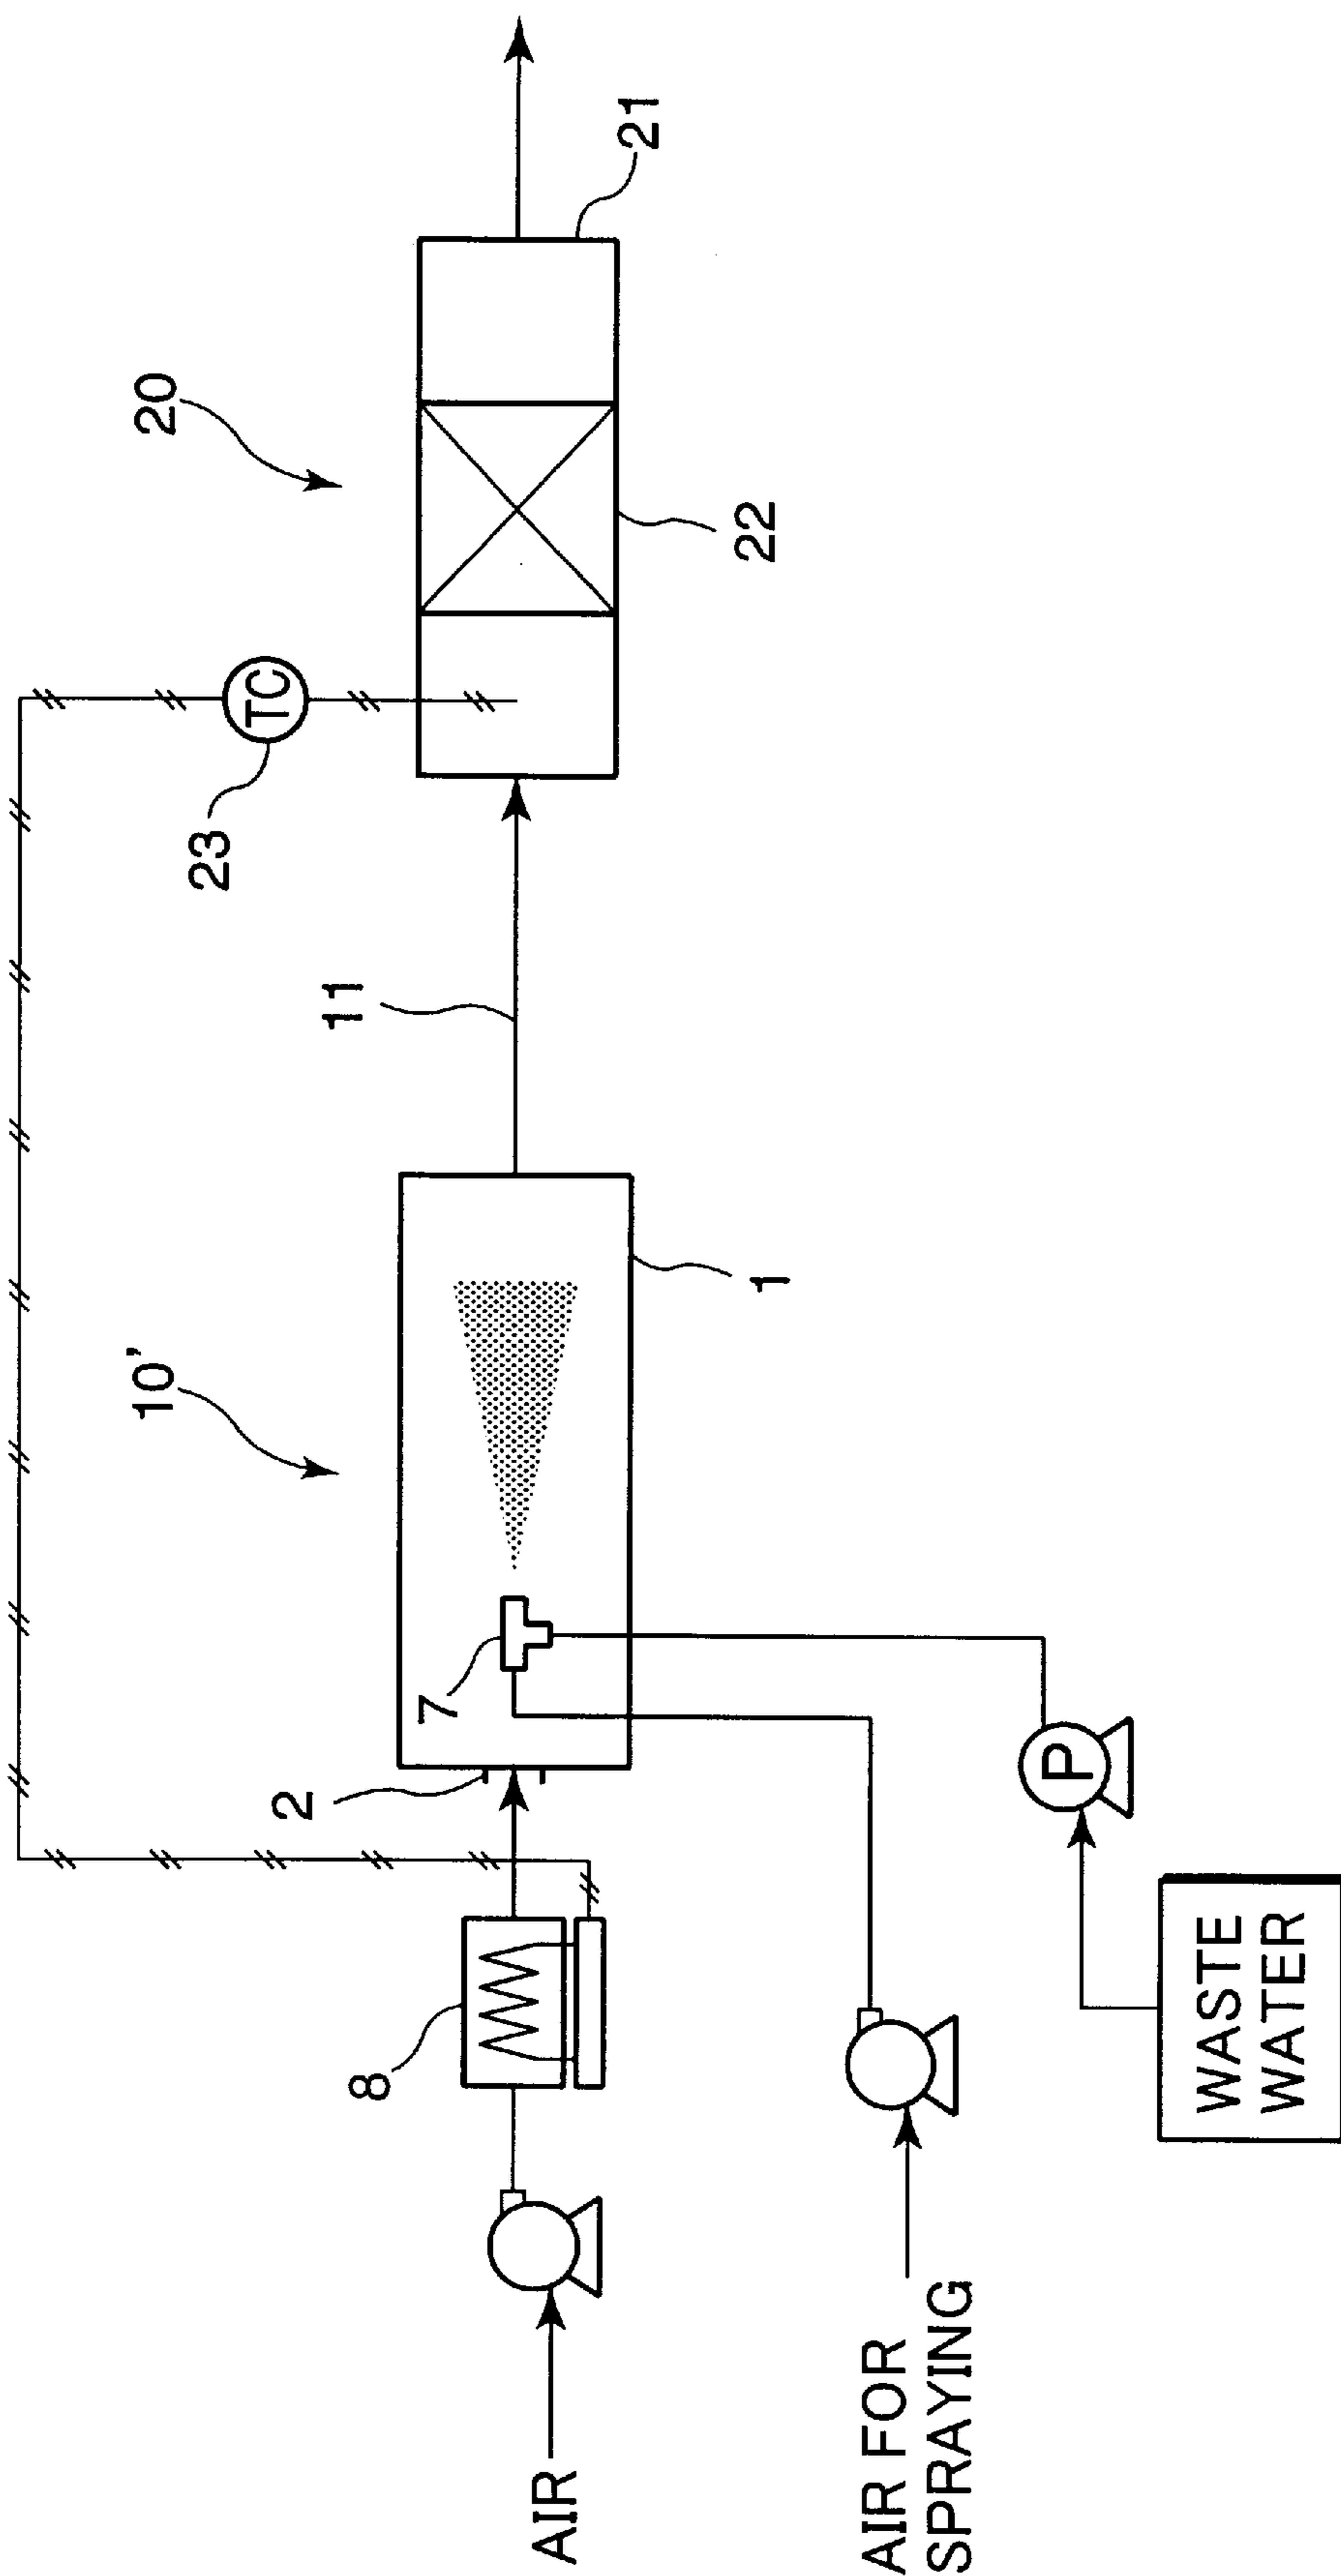 20
21
22
23
TC
11
10'
1
2
7
8
P
AIR
AIR FOR
SPRAYING
WASTE
WATER